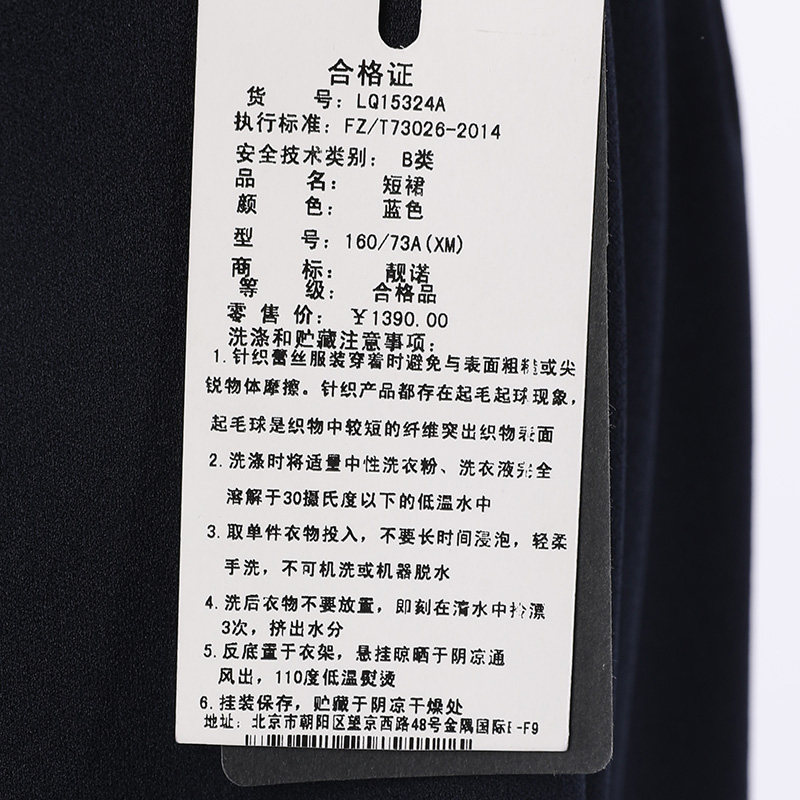 合格证
货 号: LQ15324A
执行标准: FZ/T73026-2014
安全技术类别: B类
品 名: 短裙
颜 色: 蓝色
型 号: 160/73A(XM)
商 标: 靓诺
等 级: 合格品
零售价: ￥1390.00
洗涤和贮藏注意事项:
1. 针织蕾丝服装穿着时避免与表面粗糙或尖
锐物体摩擦。针织产品都存在起毛起球现象,
起毛球是织物中较短的纤维突出织物表面
2. 洗涤时将适量中性洗衣粉、洗衣液完全
溶解于30摄氏度以下的低温水中
3. 取单件衣物投入, 不要长时间浸泡, 轻柔
手洗, 不可机洗或机器脱水
4. 洗后衣物不要放置, 即刻在清水中拎漂
3次, 挤出水分
5. 反底置于衣架, 悬挂晾晒于阴凉通
风出, 110度低温熨烫
6. 挂装保存, 贮藏于阴凉干燥处
地址: 北京市朝阳区望京西路48号金隅国际E-F9